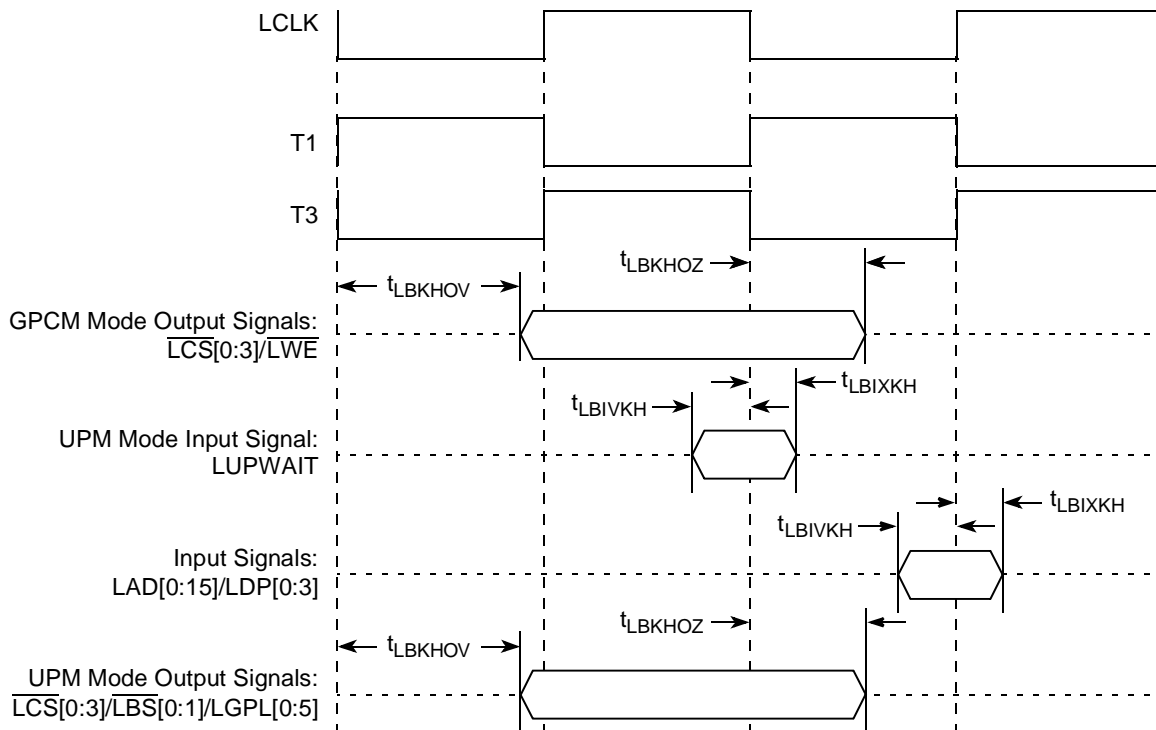 LCLK
T1
T3
tLBKHOZ
tLBKHOV
GPCM Mode Output Signals:
LCS[0:3]/LWE
tLBIXKH
tLBIVKH
UPM Mode Input Signal:
LUPWAIT
tLBIXKH
tLBIVKH
Input Signals:
LAD[0:15]/LDP[0:3]
tLBKHOZ
tLBKHOV
UPM Mode Output Signals:
LCS[0:3]/LBS[0:1]/LGPL[0:5]